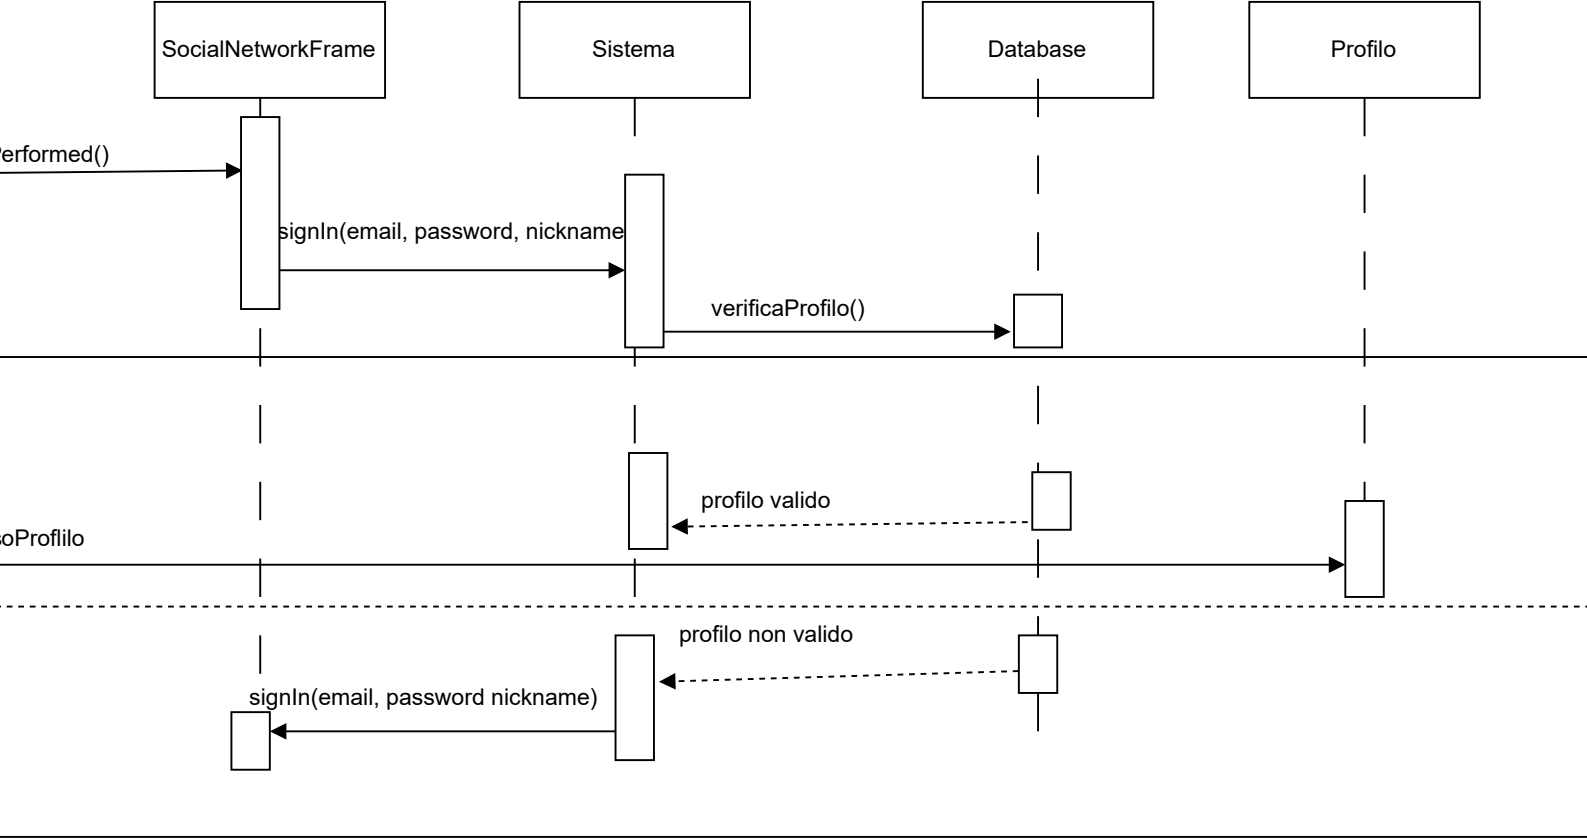 SocialNetworkFrame
Sistema
Database
Profilo
Performed()
signIn(email, password, nickname
verificaProfilo()
profilo valido
soProflilo
profilo non valido
signIn(email, password nickname)